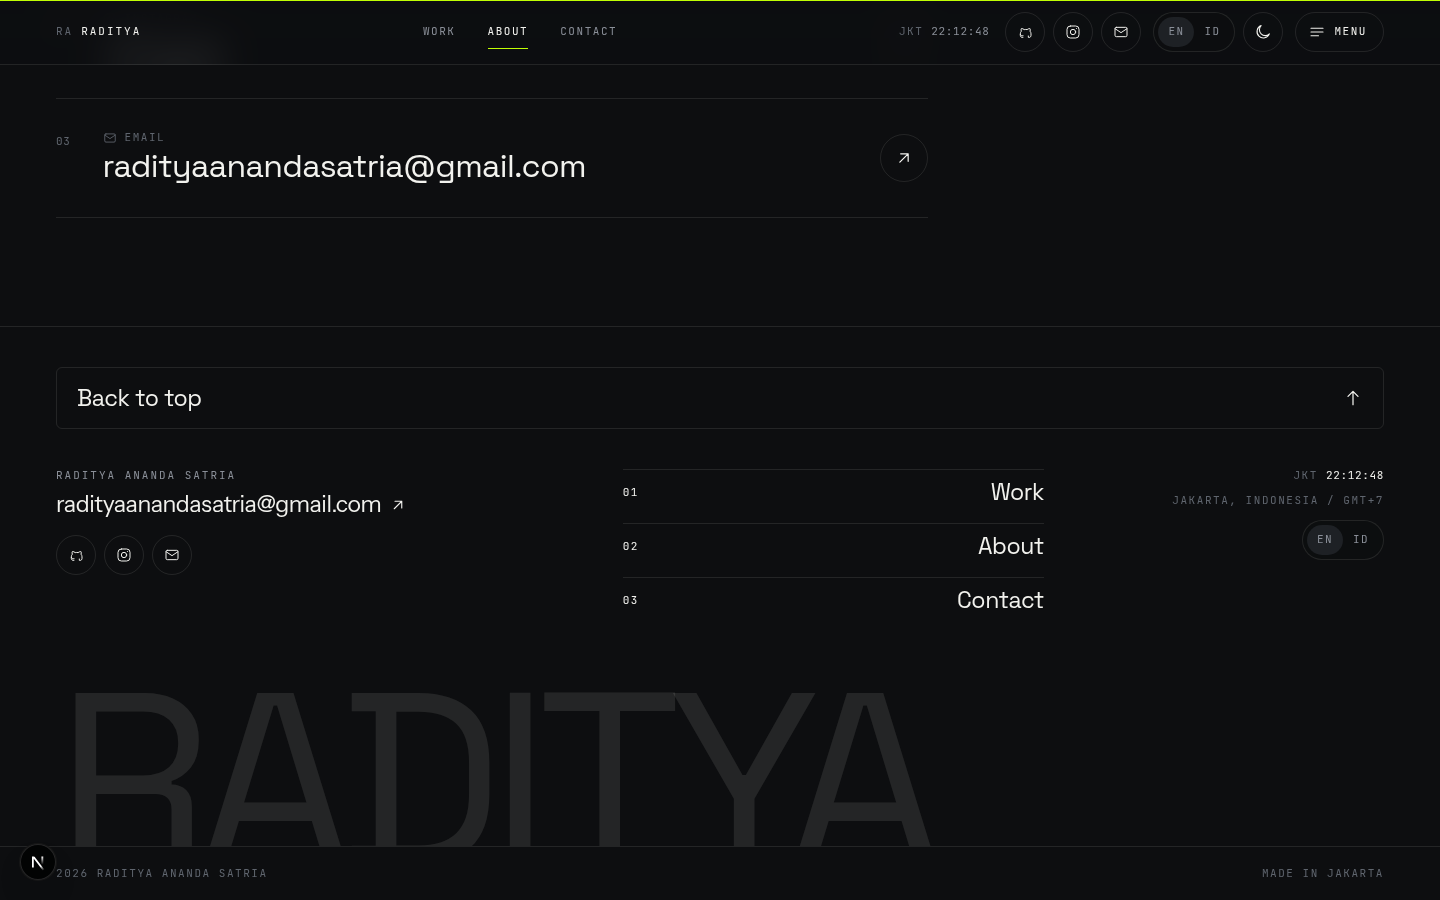 RA RADITYA
WORK ABOUT CONTACT
JKT 22:12:48
EN ID
MENU
03
EMAIL
radityaanandasatria@gmail.com
Back to top
RADITYA ANANDA SATRIA
radityaanandasatria@gmail.com
01 Work
02 About
03 Contact
JKT 22:12:48
JAKARTA, INDONESIA / GMT+7
EN ID
RADITYA
N
2026 RADITYA ANANDA SATRIA
MADE IN JAKARTA